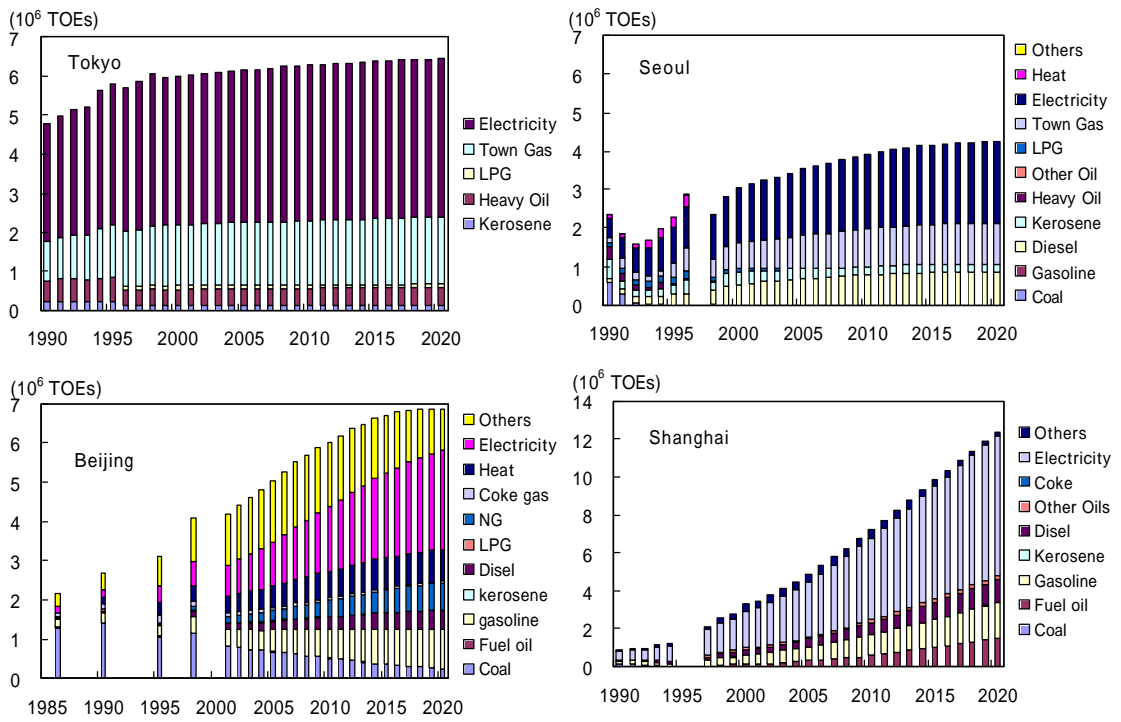 (10⁶ TOEs)
7
6
5
4
3
2
1
0
Tokyo
Electricity
Town Gas
LPG
Heavy Oil
Kerosene
1990 1995 2000 2005 2010 2015 2020
(10⁶ TOEs)
7
6
5
4
3
2
1
0
Seoul
Others
Heat
Electricity
Town Gas
LPG
Other Oil
Heavy Oil
Kerosene
Diesel
Gasoline
Coal
1990 1995 2000 2005 2010 2015 2020
(10⁶ TOEs)
7
6
5
4
3
2
1
0
Beijing
Others
Electricity
Heat
Coke gas
NG
LPG
Disel
kerosene
gasoline
Fuel oil
Coal
1985 1990 1995 2000 2005 2010 2015 2020
(10⁶ TOEs)
14
12
10
8
6
4
2
0
Shanghai
Others
Electricity
Coke
Other Oils
Disel
Kerosene
Gasoline
Fuel oil
Coal
1990 1995 2000 2005 2010 2015 2020